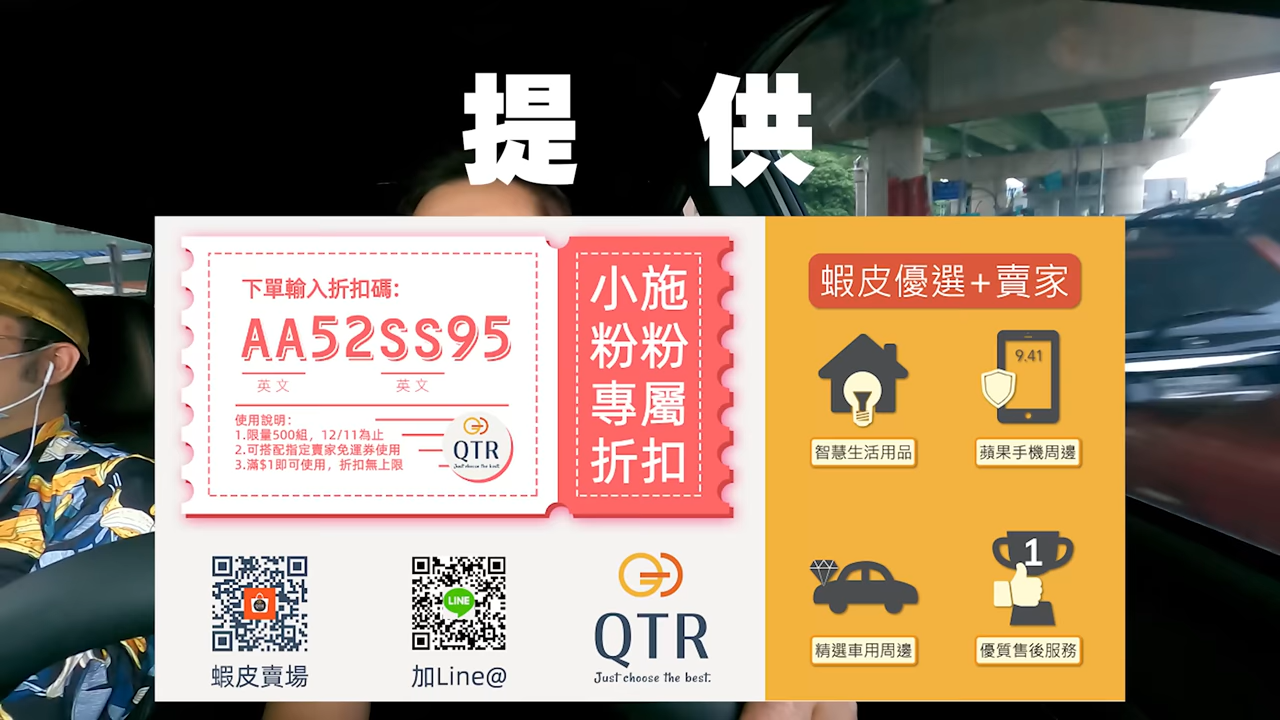 提 供
下單輸入折扣碼:
AA52SS95
英文 英文
使用說明:
1.限量500組，12/11為止
2.可搭配指定賣家免運券使用
3.滿$1即可使用，折扣無上限
QTR
Just choose the best.
小施
粉粉
專屬
折扣
蝦皮賣場
LINE
加Line@
QTR
Just choose the best.
蝦皮優選+賣家
9.41
智慧生活用品
蘋果手機周邊
1
精選車用周邊
優質售後服務